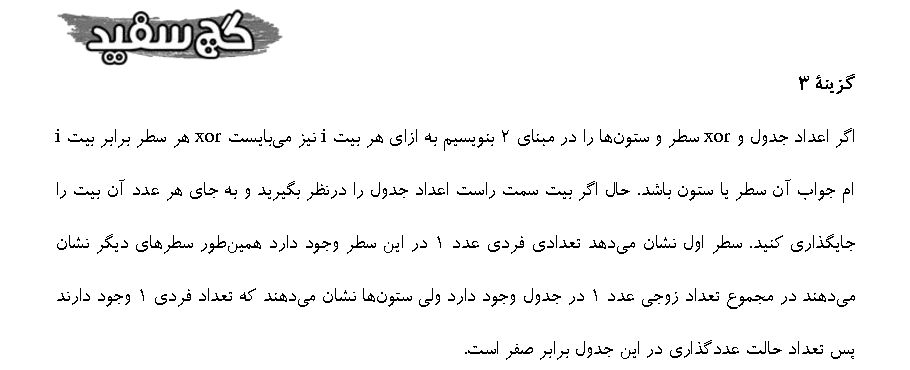 گچ سفید
گزینهٔ ۳
اگر اعداد جدول و xor سطر و ستون‌ها را در مبنای ۲ بنویسیم به ازای هر بیت i نیز می‌بایست xor هر سطر برابر بیت i
ام جواب آن سطر یا ستون باشد. حال اگر بیت سمت راست اعداد جدول را درنظر بگیرید و به جای هر عدد آن بیت را
جایگذاری کنید. سطر اول نشان می‌دهد تعدادی فردی عدد ۱ در این سطر وجود دارد همین‌طور سطرهای دیگر نشان
می‌دهند در مجموع تعداد زوجی عدد ۱ در جدول وجود دارد ولی ستون‌ها نشان می‌دهند که تعداد فردی ۱ وجود دارند
پس تعداد حالت عددگذاری در این جدول برابر صفر است.